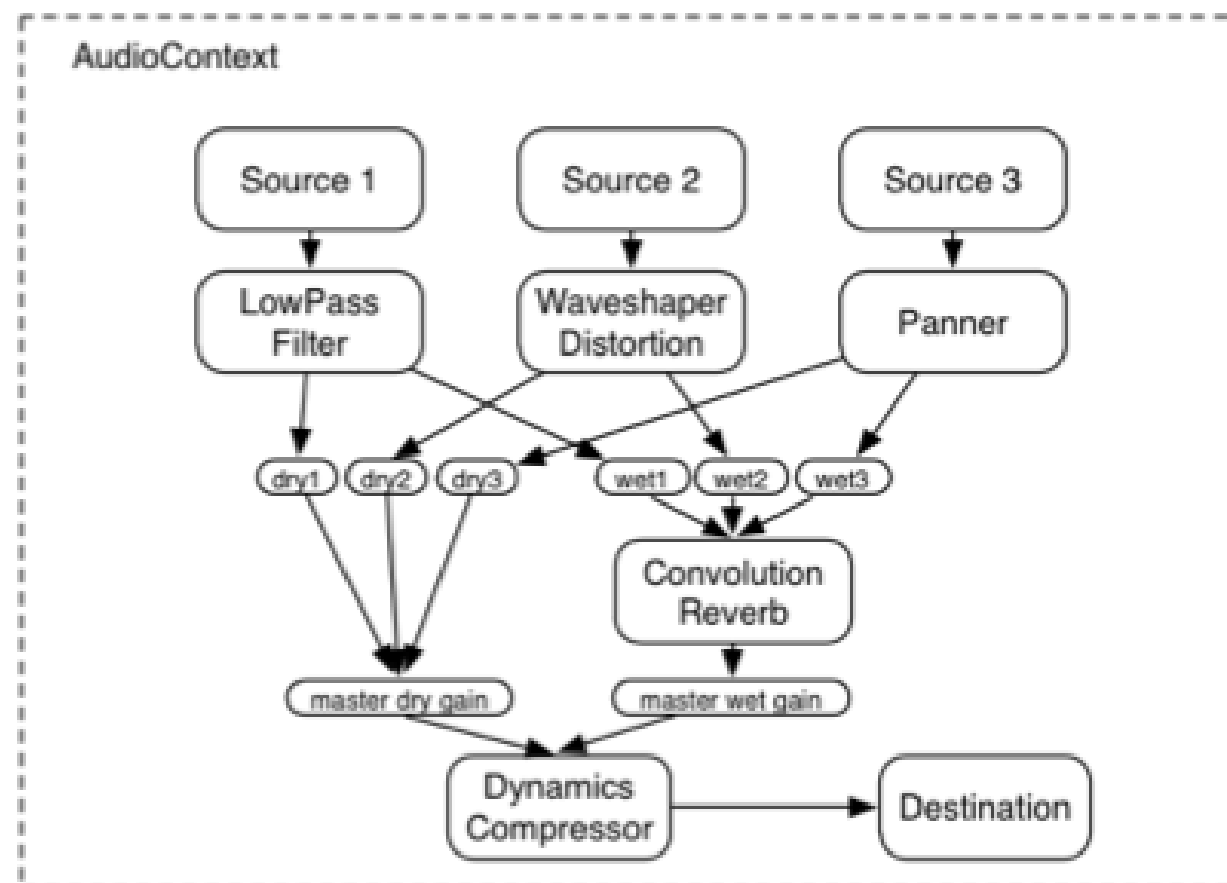 AudioContext
Source 1
Source 2
Source 3
LowPass
Filter
Waveshaper
Distortion
Panner
dry1
dry2
dry3
wet1
wet2
wet3
Convolution
Reverb
master dry gain
master wet gain
Dynamics
Compressor
Destination